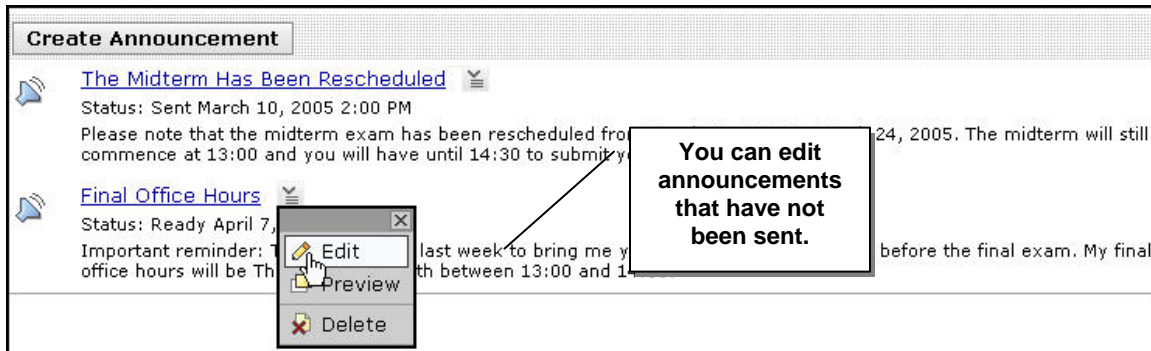 Create Announcement
The Midterm Has Been Rescheduled
Status: Sent March 10, 2005 2:00 PM
Please note that the midterm exam has been rescheduled 24, 2005. The midterm will still
commence at 13:00 and you will have until 14:30 to submit
You can edit
announcements
that have not
been sent.
Final Office Hours
Status: Ready April 7,
Important reminder: last week to bring me before the final exam. My final
office hours will be between 13:00 and
Edit
Preview
Delete